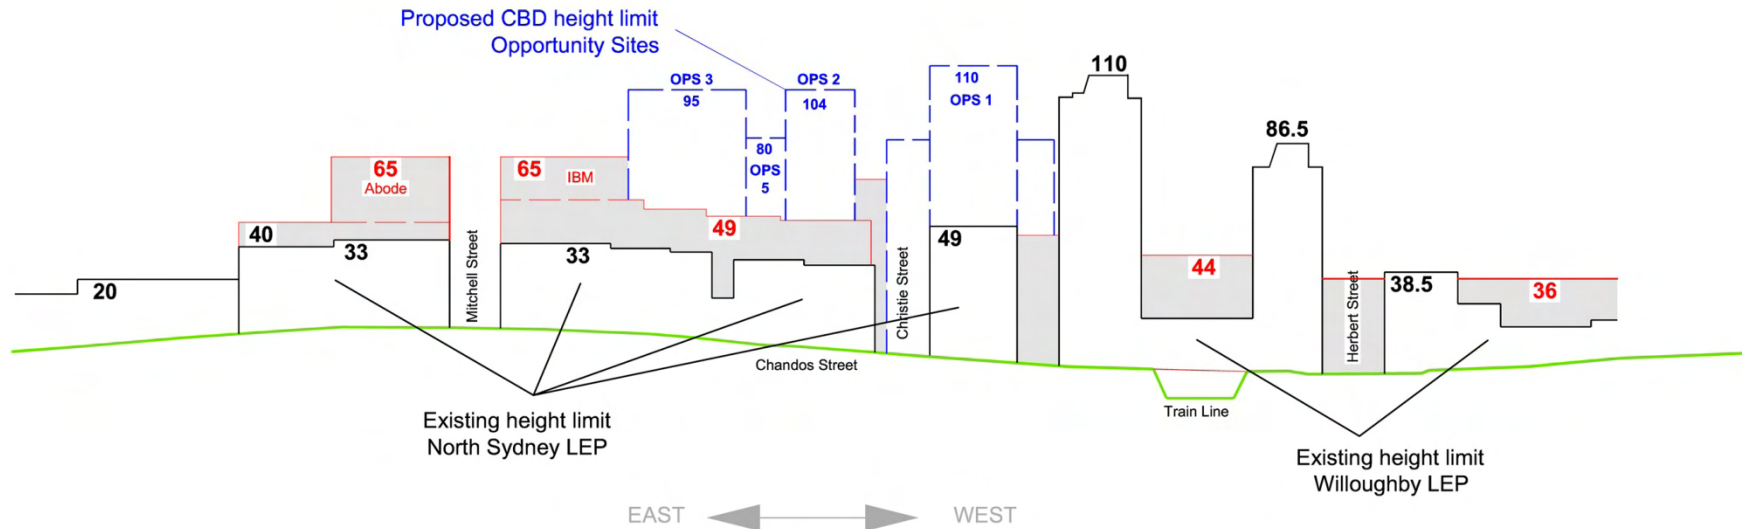 Proposed CBD height limit
Opportunity Sites
OPS 3
95
OPS 2
104
110
OPS 1
110
86.5
80
OPS
5
65
Abode
65
IBM
49
40
33
33
49
44
38.5
36
20
Mitchell Street
Christie Street
Herbert Street
Chandos Street
Train Line
Existing height limit
North Sydney LEP
Existing height limit
Willoughby LEP
EAST
WEST